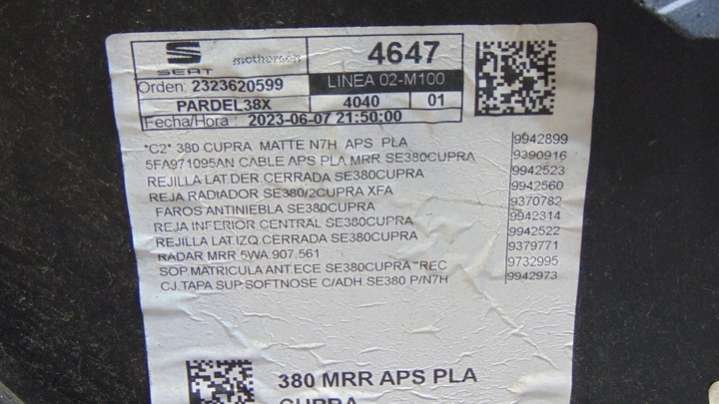 SEAT motherson 4647
Orden: 2323620599 LINEA 02-M100
PARDEL38X 4040 01
Fecha/Hora : 2023-06-07 21:50:00
*C2* 380 CUPRA MATTE N7H APS PLA 9942899
5FA971095AN CABLE APS PLA MRR SE380CUPRA 9390916
REJILLA LAT.DER.CERRADA SE380CUPRA 9942523
REJA RADIADOR SE380/2CUPRA XFA 9942560
FAROS ANTINIEBLA SE380CUPRA 9370782
REJA INFERIOR CENTRAL SE380CUPRA 9942314
REJILLA LAT.IZQ.CERRADA SE380CUPRA 9942522
RADAR MRR 5WA.907.561 9379771
SOP.MATRICULA ANT.ECE SE380CUPRA *REC 9732995
CJ.TAPA SUP.SOFTNOSE C/ADH.SE380 P/N7H 9942973
380 MRR APS PLA
CUPRA